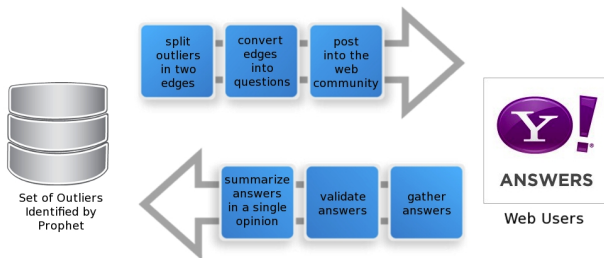 split
outliers
in two
edges
convert
edges
into
questions
post
into the
web
community
Set of Outliers
Identified by
Prophet
summarize
answers
in a single
opinion
validate
answers
gather
answers
Y!
ANSWERS
Web Users